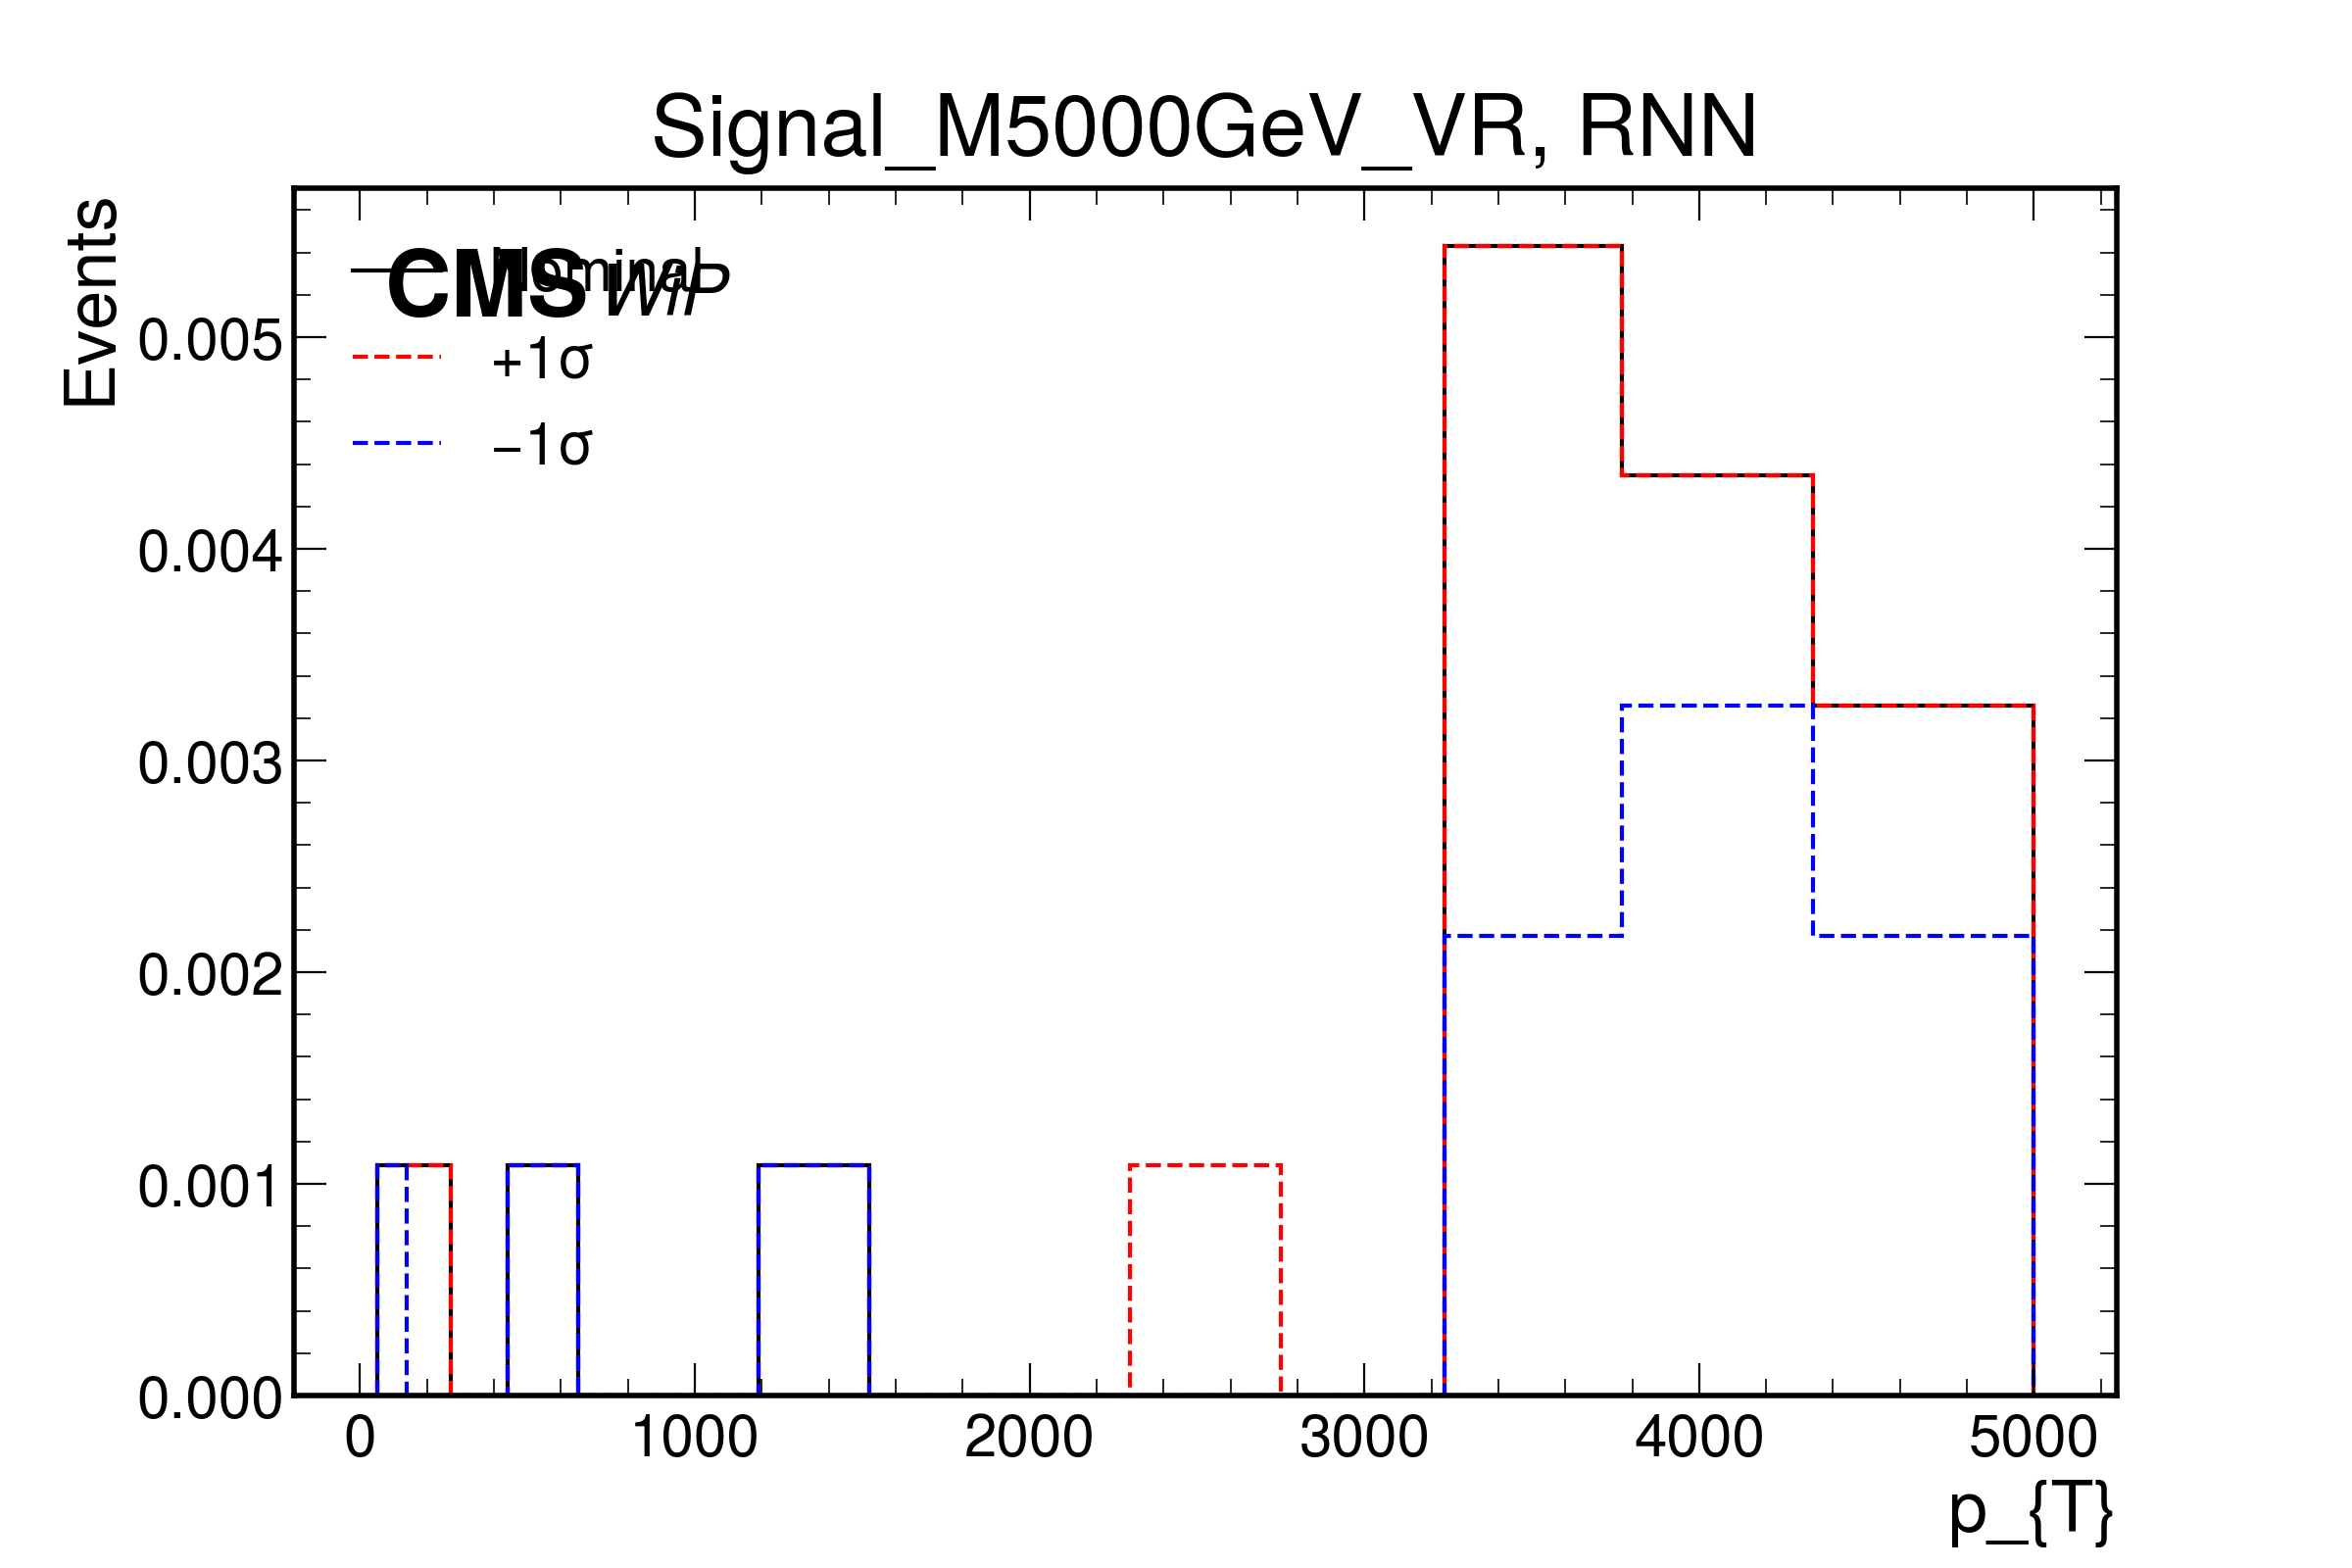 Signal_M5000GeV_VR, RNN
Events
Nominal
CMS WiP
+1σ
−1σ
0.005
0.004
0.003
0.002
0.001
0.000
0 1000 2000 3000 4000 5000
p_{T}